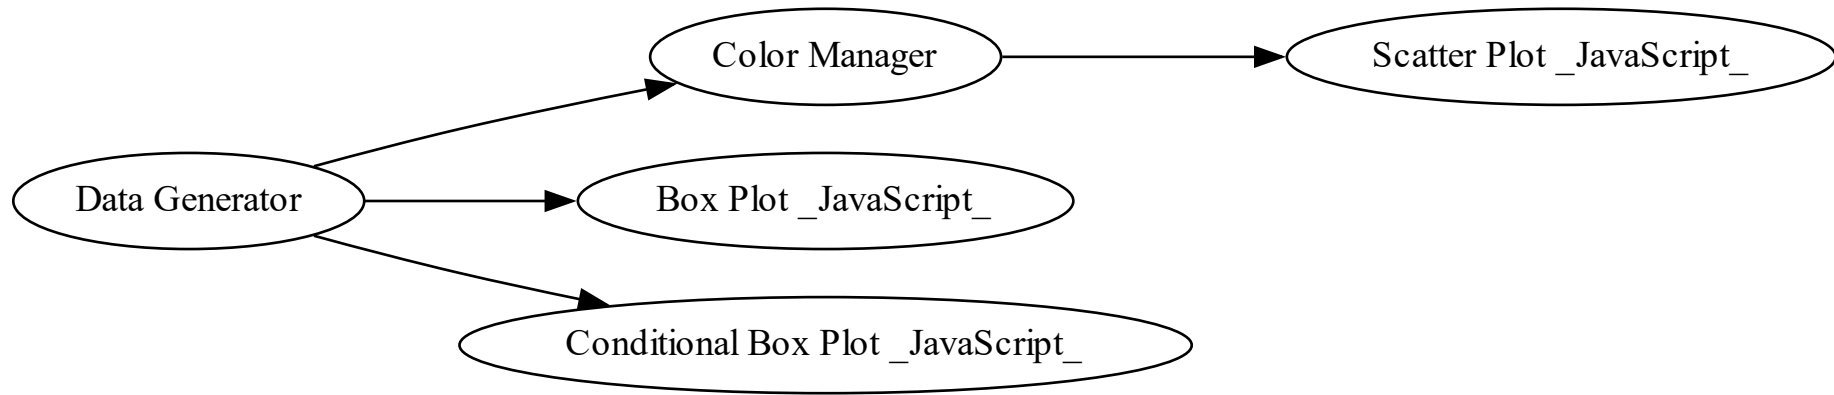 Color Manager
Scatter Plot _JavaScript_
Data Generator
Box Plot _JavaScript_
Conditional Box Plot _JavaScript_